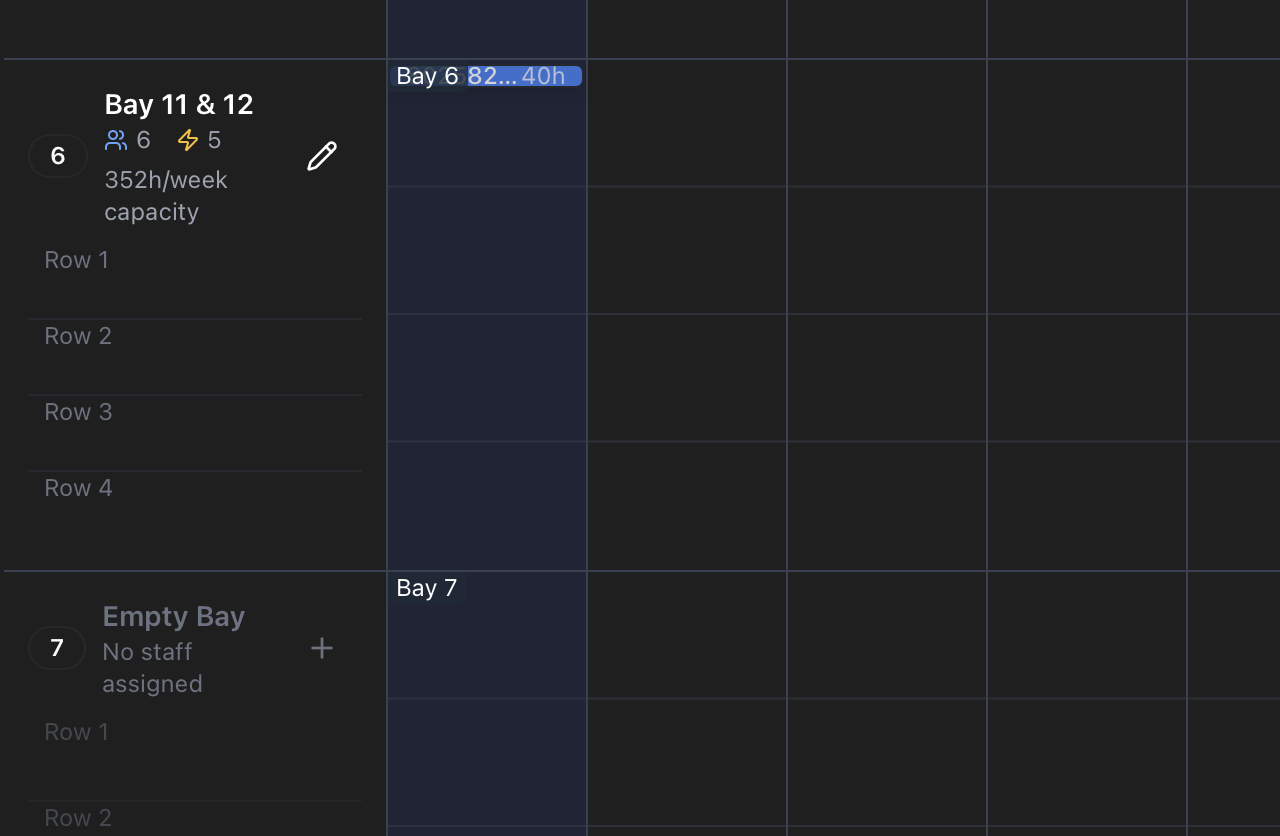 Bay 6 82... 40h
Bay 11 & 12
6 6 5
352h/week
capacity
Row 1
Row 2
Row 3
Row 4
Bay 7
Empty Bay
7 No staff
assigned
Row 1
Row 2